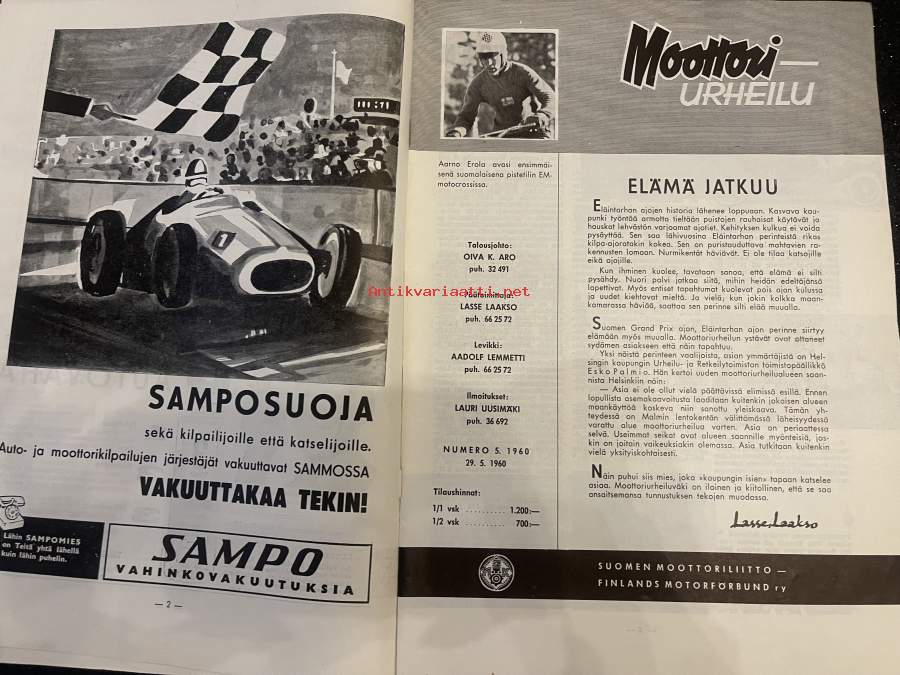 1
SAMPOSUOJA
sekä kilpailijoille että katselijoille.
Auto- ja moottorikilpailujen järjestäjät vakuuttavat SAMMOSSA
VAKUUTTAKAA TEKIN!
Lähin SAMPOMIES
on Teitä yhtä lähellä
kuin lähin puhelin.
SAMPO
VAHINKOVAKUUTUKSIA
— 2 —
Moottori—
URHEILU
Aarno Erola avasi ensimmäi-
senä suomalaisena pistetilin EM-
motocrossissa.
Talousjohto:
OIVA K. ARO
puh. 32 491
Päätoimittaja:
LASSE LAAKSO
puh. 66 25 72
Levikki:
AADOLF LEMMETTI
puh. 66 25 72
Ilmoitukset:
LAURI UUSIMÄKI
puh. 36 692
NUMERO 5. 1960
29. 5. 1960
Tilaushinnat:
1/1 vsk .......... 1.200:—
1/2 vsk .......... 700:—
ELÄMÄ JATKUU
Eläintarhan ajojen historia lähenee loppuaan. Kasvava kau-
punki työntää armotta tieltään puistojen rauhaisat käytävät ja
hauskat lehvästön varjoamat ajotiet. Kehityksen kulkua ei voida
pysäyttää. Sen saa lähivuosina Eläintarhan perinteistä rikas
kilpa-ajoratakin kokea. Sen on puristauduttava mahtavien ra-
kennusten lomaan. Nurmikentät häviävät. Ei ole tilaa katsojille
eikä ajojille.
Kun ihminen kuolee, tavataan sanoa, että elämä ei silti
pysähdy. Nuori polvi jatkaa siitä, mihin heidän edeltäjänsä
lopettivat. Myös entiset tapahtumat kuolevat pois ajan kulussa
ja uudet kiehtovat mieltä. Ja vielä; kun jokin kolkka maan-
kamarassa häviää, saattaa sen perinne silti elää muualla.
Suomen Grand Prix ajon, Eläintarhan ajon perinne siirtyy
elämään myös muualla. Moottoriurheilun ystävät ovat ottaneet
sydämen asiakseen että näin tapahtuu.
Yksi näistä perinteen vaalijoista, asian ymmärtäjistä on Hel-
singin kaupungin Urheilu- ja Retkeilytoimiston toimistopäällikkö
Esko Palmio. Hän kertoi uuden moottoriurheilualueen saan-
nista Helsinkiin näin:
— Asia ei ole ollut vielä päättävissä elimissä esillä. Ennen
lopullista asemakaavoitusta laaditaan kuitenkin jokaisen alueen
maankäyttöä koskeva niin sanottu yleiskaava. Tämän yh-
teydessä on Malmin lentokentän välittömässä läheisyydessä
varattu alue moottoriurheilua varten. Asia on periaatteessa
selvä. Useimmat seikat ovat alueen saannille myönteisiä, jos-
kin on joitain vaikeuksiakin olemassa. Asia tutkitaan kuitenkin
vielä yksityiskohtaisesti.
Näin puhui siis mies, joka «kaupungin isien» tapaan katselee
asiaa. Moottoriurheiluväki on iloinen ja kiitollinen, että se saa
ansaitsemansa tunnustuksen tekojen muodossa.
Lasse Laakso
SUOMEN MOOTTORILIITTO —
FINLANDS MOTORFÖRBUND ry
Antikvariaatti.net